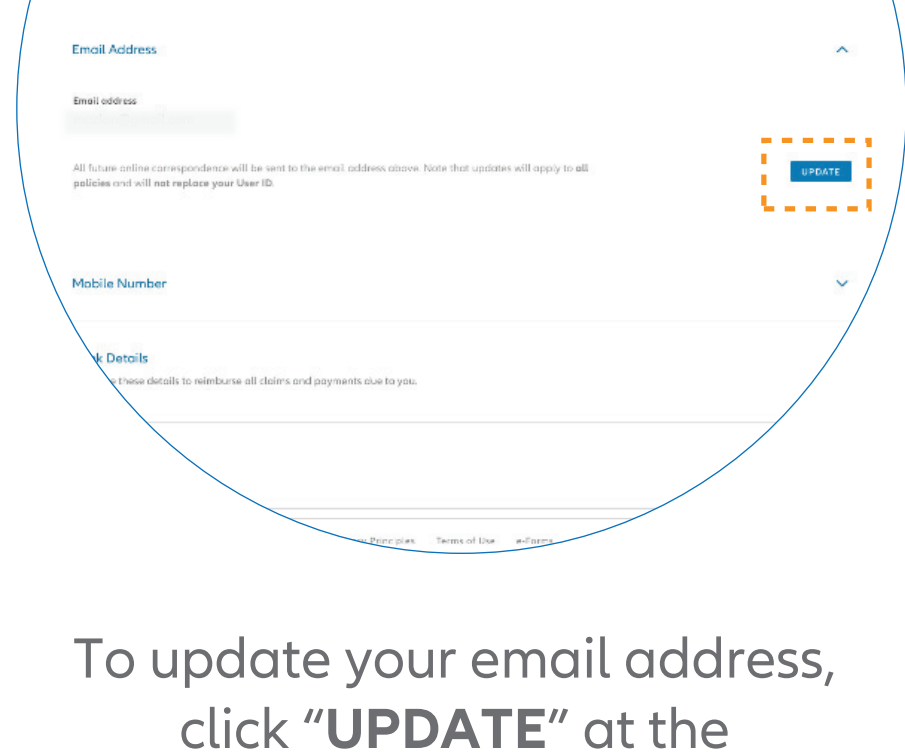 Email Address
Email address
All future online correspondence will be sent to the email address above. Note that updates will apply to all
policies and will not replace your User ID.
UPDATE
Mobile Number
Details
these details to reimburse all claims and payments due to you.
Principles Terms of Use e-Forms
To update your email address,
click “UPDATE” at the